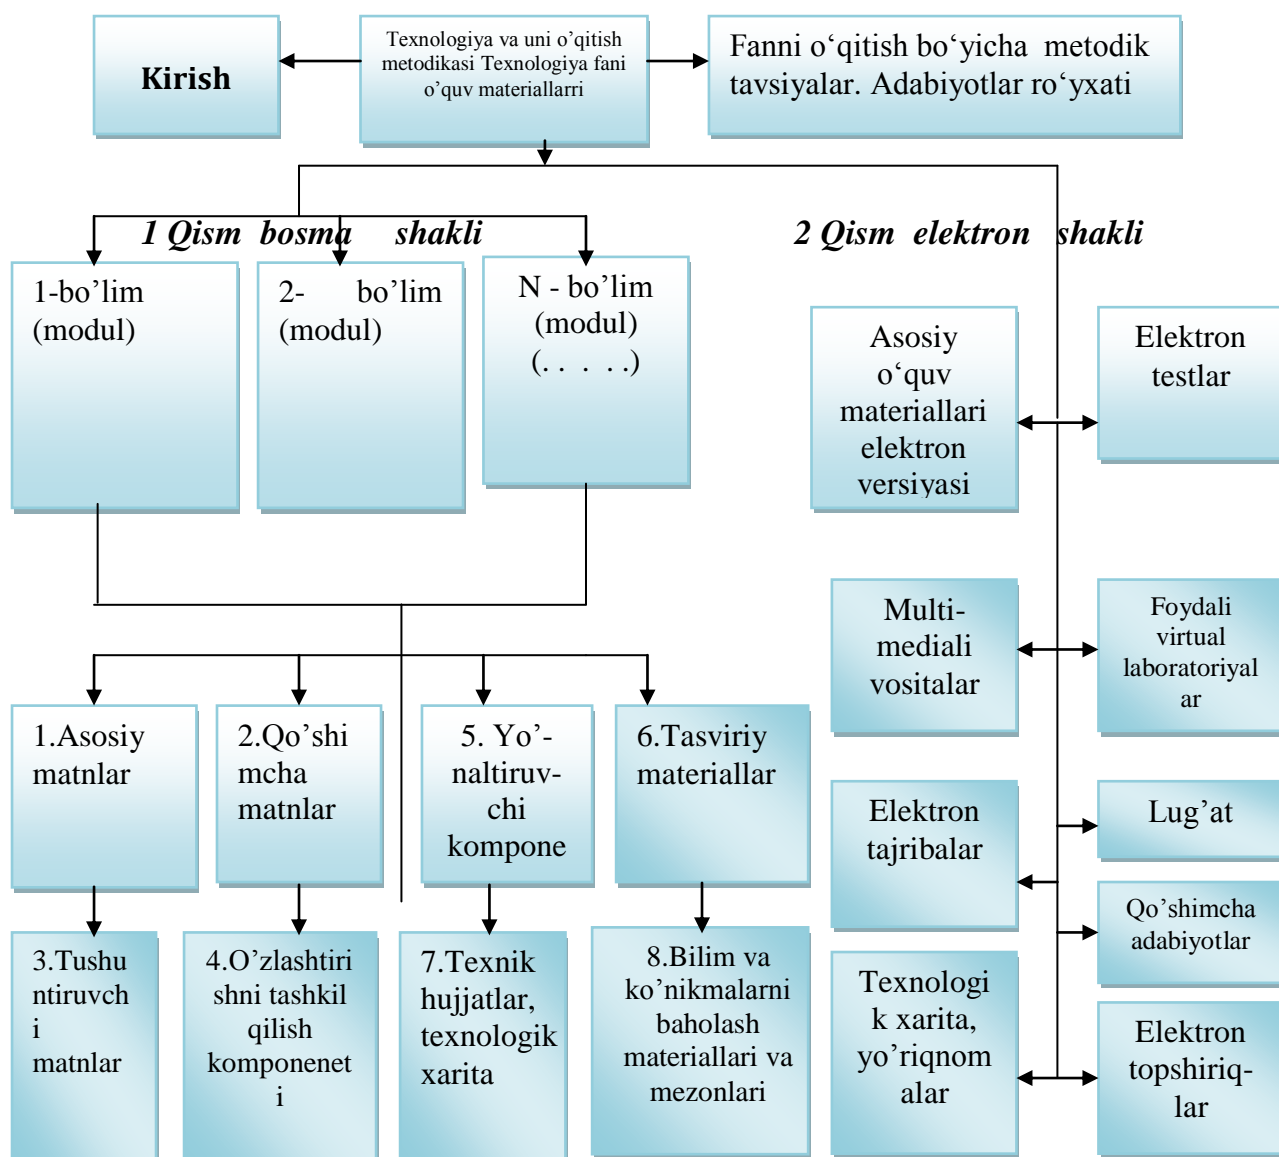 Kirish
Texnologiya va uni o’qitish
metodikasi Texnologiya fani
o’quv materiallarri
Fanni o‘qitish bo‘yicha metodik
tavsiyalar. Adabiyotlar ro‘yxati
1 Qism bosma shakli
2 Qism elektron shakli
1-bo’lim
(modul)
2- bo’lim
(modul)
N - bo’lim
(modul)
(. . . . .)
Asosiy
o‘quv
materiallari
elektron
versiyasi
Elektron
testlar
Multi-
mediali
vositalar
Foydali
virtual
laboratoriyal
ar
1.Asosiy
matnlar
2.Qo’shi
mcha
matnlar
5. Yo’-
naltiruv-
chi
kompone
6.Tasviriy
materiallar
Elektron
tajribalar
Lug’at
Qo’shimcha
adabiyotlar
3.Tushu
ntiruvch
i
matnlar
4.O’zlashtiri
shni tashkil
qilish
komponenet
i
7.Texnik
hujjatlar,
texnologik
xarita
8.Bilim va
ko’nikmalarni
baholash
materiallari va
mezonlari
Texnologi
k xarita,
yo’riqnom
alar
Elektron
topshiriq-
lar